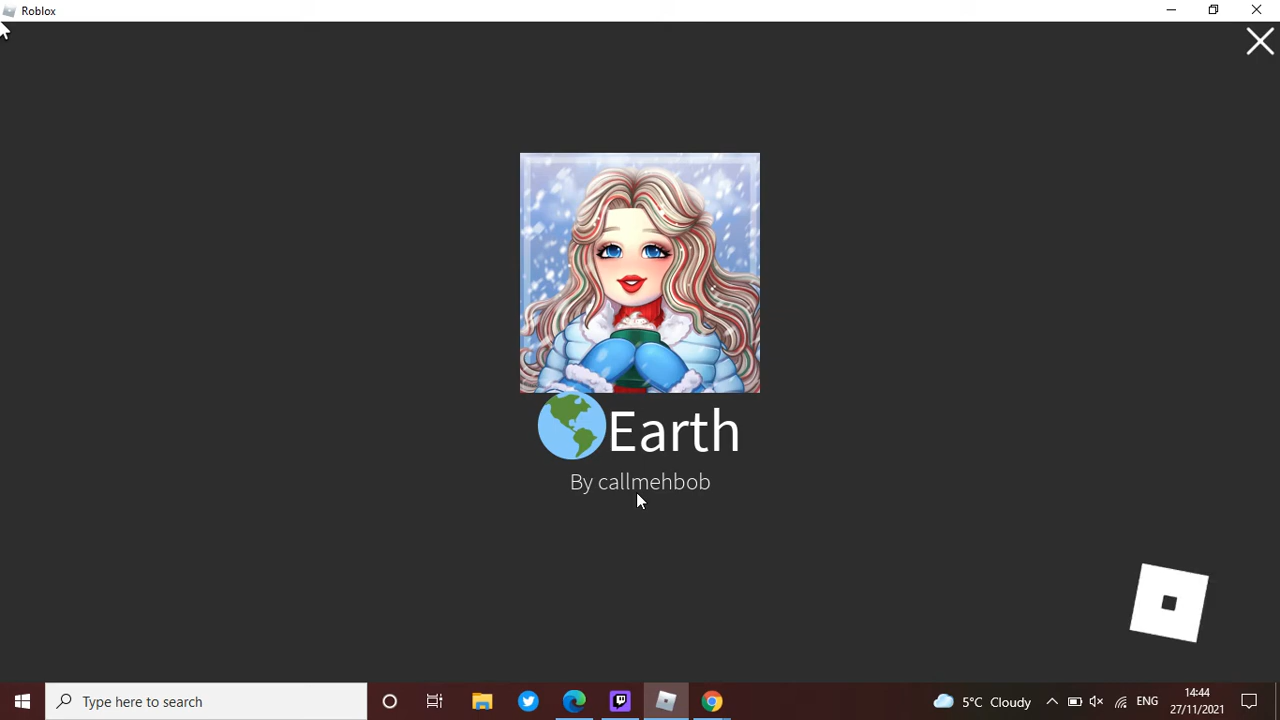 Roblox
🌎Earth
By callmehbob
Type here to search
5°C Cloudy
ENG
14:44
27/11/2021